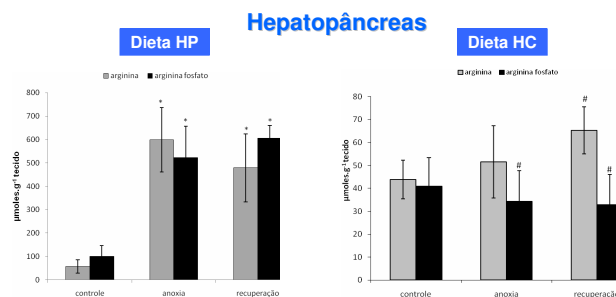 Hepatopâncreas
Dieta HP
Dieta HC
arginina arginina fosfato
800
700
600
500
400
300
200
100
0
µmoles.g⁻¹ tecido
* * * *
controle anoxia recuperação
arginina arginina fosfato
80
70
60
50
40
30
20
10
0
µmoles.g⁻¹ tecido
# # #
controle anoxia recuperação